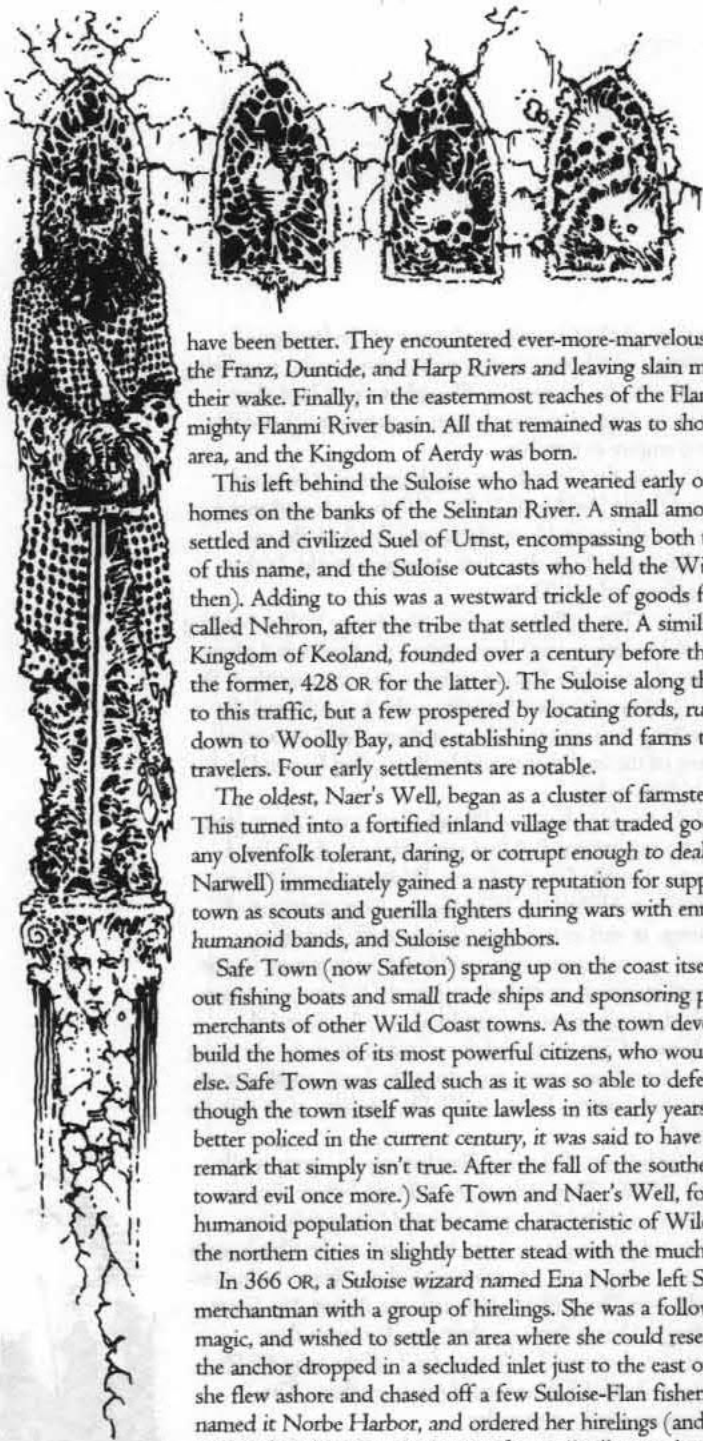 have been better. They encountered ever-more-marvelous
the Franz, Duntide, and Harp Rivers and leaving slain m
their wake. Finally, in the easternmost reaches of the Flan
mighty Flanmi River basin. All that remained was to sho
area, and the Kingdom of Aerdy was born.
This left behind the Suloise who had wearied early o
homes on the banks of the Selintan River. A small amo
settled and civilized Suel of Urnst, encompassing both
of this name, and the Suloise outcasts who held the Wi
then). Adding to this was a westward trickle of goods f
called Nehron, after the tribe that settled there. A simil
Kingdom of Keoland, founded over a century before th
the former, 428 OR for the latter). The Suloise along th
to this traffic, but a few prospered by locating fords, ru
down to Woolly Bay, and establishing inns and farms t
travelers. Four early settlements are notable.
The oldest, Naer's Well, began as a cluster of farmste
This turned into a fortified inland village that traded go
any olvenfolk tolerant, daring, or corrupt enough to deal
Narwell) immediately gained a nasty reputation for supp
town as scouts and guerilla fighters during wars with en
humanoid bands, and Suloise neighbors.
Safe Town (now Safeton) sprang up on the coast itse
out fishing boats and small trade ships and sponsoring p
merchants of other Wild Coast towns. As the town deve
build the homes of its most powerful citizens, who wou
else. Safe Town was called such as it was so able to defe
though the town itself was quite lawless in its early years
better policed in the current century, it was said to have
remark that simply isn't true. After the fall of the southe
toward evil once more.) Safe Town and Naer's Well, fo
humanoid population that became characteristic of Wil
the northern cities in slightly better stead with the much
In 366 OR, a Suloise wizard named Ena Norbe left S
merchantman with a group of hirelings. She was a follow
magic, and wished to settle an area where she could rese
the anchor dropped in a secluded inlet just to the east o
she flew ashore and chased off a few Suloise-Flan fisher
named it Norbe Harbor, and ordered her hirelings (and